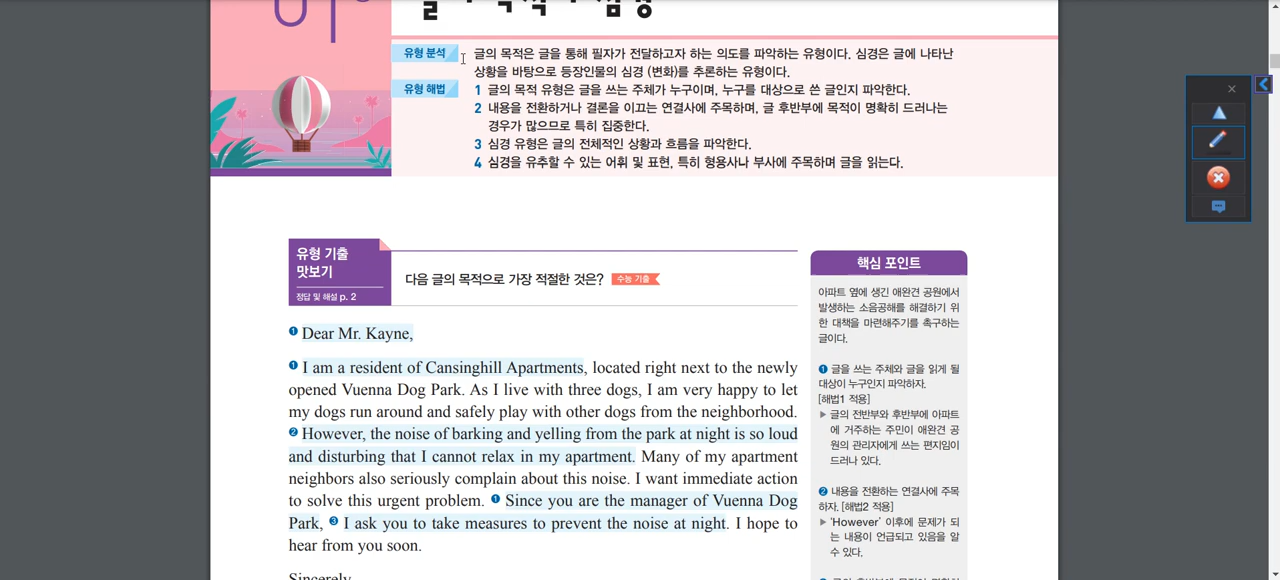 유형 분석
글의 목적은 글을 통해 필자가 전달하고자 하는 의도를 파악하는 유형이다. 심경은 글에 나타난
상황을 바탕으로 등장인물의 심경 (변화)를 추론하는 유형이다.
유형 해법
1 글의 목적 유형은 글을 쓰는 주체가 누구이며, 누구를 대상으로 쓴 글인지 파악한다.
2 내용을 전환하거나 결론을 이끄는 연결사에 주목하며, 글 후반부에 목적이 명확히 드러나는
경우가 많으므로 특히 집중한다.
3 심경 유형은 글의 전체적인 상황과 흐름을 파악한다.
4 심경을 유추할 수 있는 어휘 및 표현, 특히 형용사나 부사에 주목하며 글을 읽는다.
유형 기출
맛보기
정답 및 해설 p. 2
다음 글의 목적으로 가장 적절한 것은? 수능 기출
❶ Dear Mr. Kayne,
❶ I am a resident of Cansinghill Apartments, located right next to the newly
opened Vuenna Dog Park. As I live with three dogs, I am very happy to let
my dogs run around and safely play with other dogs from the neighborhood.
❷ However, the noise of barking and yelling from the park at night is so loud
and disturbing that I cannot relax in my apartment. Many of my apartment
neighbors also seriously complain about this noise. I want immediate action
to solve this urgent problem. ❶ Since you are the manager of Vuenna Dog
Park, ❸ I ask you to take measures to prevent the noise at night. I hope to
hear from you soon.
Sincerely
핵심 포인트
아파트 옆에 생긴 애완견 공원에서
발생하는 소음공해를 해결하기 위
한 대책을 마련해주기를 촉구하는
글이다.
❶ 글을 쓰는 주체와 글을 읽게 될
대상이 누구인지 파악하자.
[해법1 적용]
▶ 글의 전반부와 후반부에 아파트
에 거주하는 주민이 애완견 공
원의 관리자에게 쓰는 편지임이
드러나 있다.
❷ 내용을 전환하는 연결사에 주목
하자. [해법2 적용]
▶ 'However' 이후에 문제가 되
는 내용이 언급되고 있음을 알
수 있다.